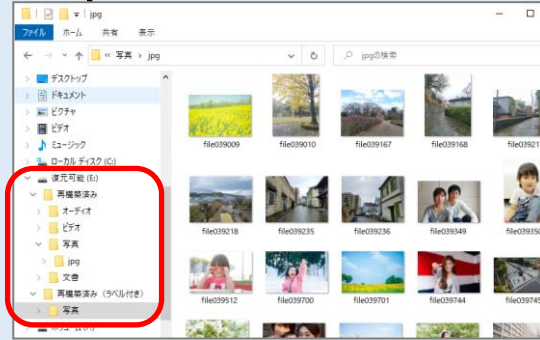 jpg
ファイル ホーム 共有 表示
« 写真 › jpg
jpgの検索
デスクトップ
ドキュメント
ピクチャ
ビデオ
ミュージック
ローカル ディスク (C:)
復元可能 (E:)
再構築済み
オーディオ
ビデオ
写真
jpg
文書
再構築済み (ラベル付き)
写真
file039009 file039010 file039167 file039168
file039218 file039235 file039236 file039349 file039350
file039512 file039700 file039701 file039744 file039745